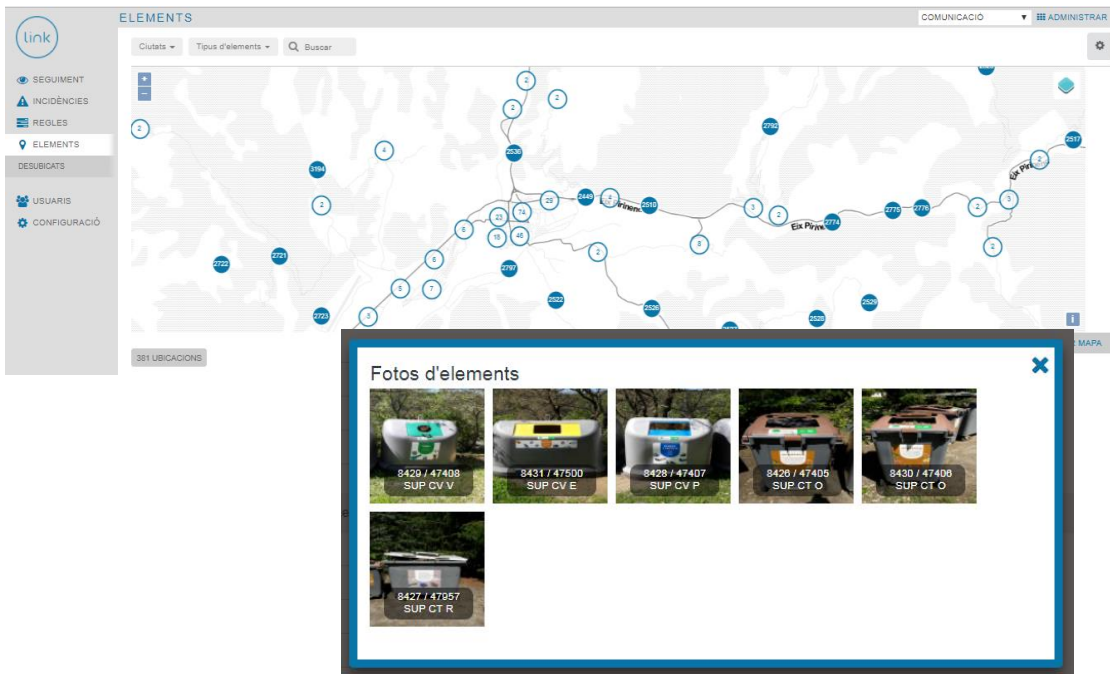 ELEMENTS
COMUNICACIÓ
ADMINISTRAR
link
Ciutats
Tipus d'elements
Buscar
SEGUIMENT
INCIDÈNCIES
REGLES
ELEMENTS
DESUBICATS
USUARIS
CONFIGURACIÓ
+
−
2
2
2
2792
2517
2
4
2536
2
3194
Eix
2
29
2449
4
2510
3
2
2775
2776
2
3
74
23
6
2774
Eix
18
46
8
2
2
2721
2722
6
2797
5
7
2522
2526
2529
2723
3
2528
i
381 UBICACIONS
MAPA
Fotos d'elements
8429 / 47408
SUP CV V
8431 / 47500
SUP CV E
8428 / 47407
SUP CV P
8426 / 47405
SUP CT O
8430 / 47406
SUP CT O
8427 / 47957
SUP CT R